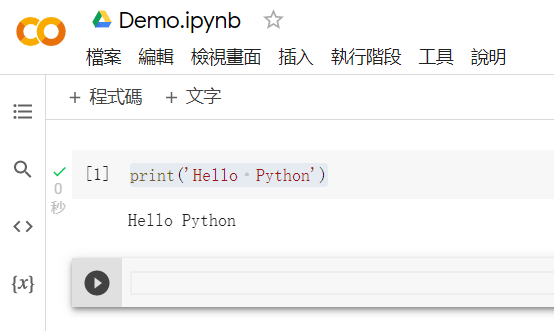 Demo.ipynb
檔案 編輯 檢視畫面 插入 執行階段 工具 說明
+ 程式碼 + 文字
[1] print('Hello Python')
0
秒
Hello Python
{x}